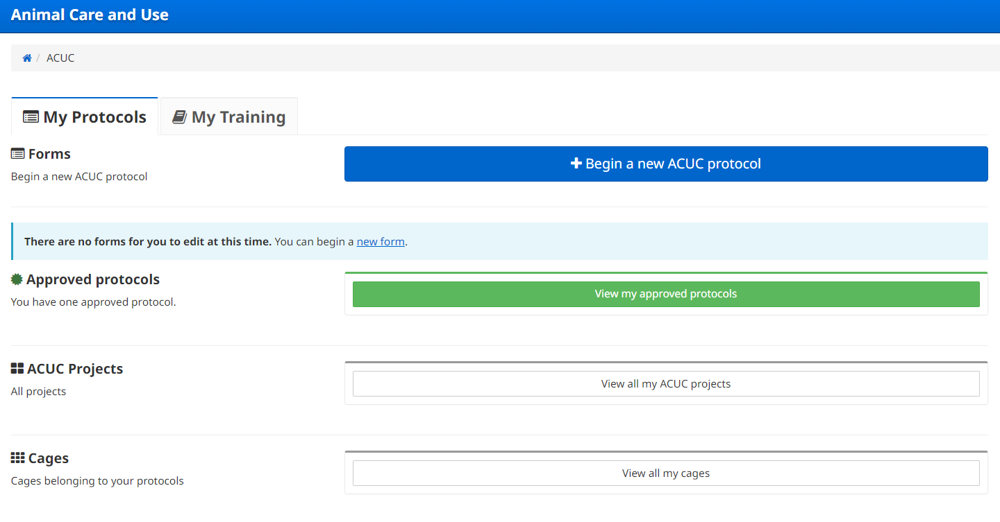 Animal Care and Use
/ ACUC
My Protocols
My Training
Forms
Begin a new ACUC protocol
Begin a new ACUC protocol
There are no forms for you to edit at this time. You can begin a new form.
Approved protocols
You have one approved protocol.
View my approved protocols
ACUC Projects
All projects
View all my ACUC projects
Cages
Cages belonging to your protocols
View all my cages